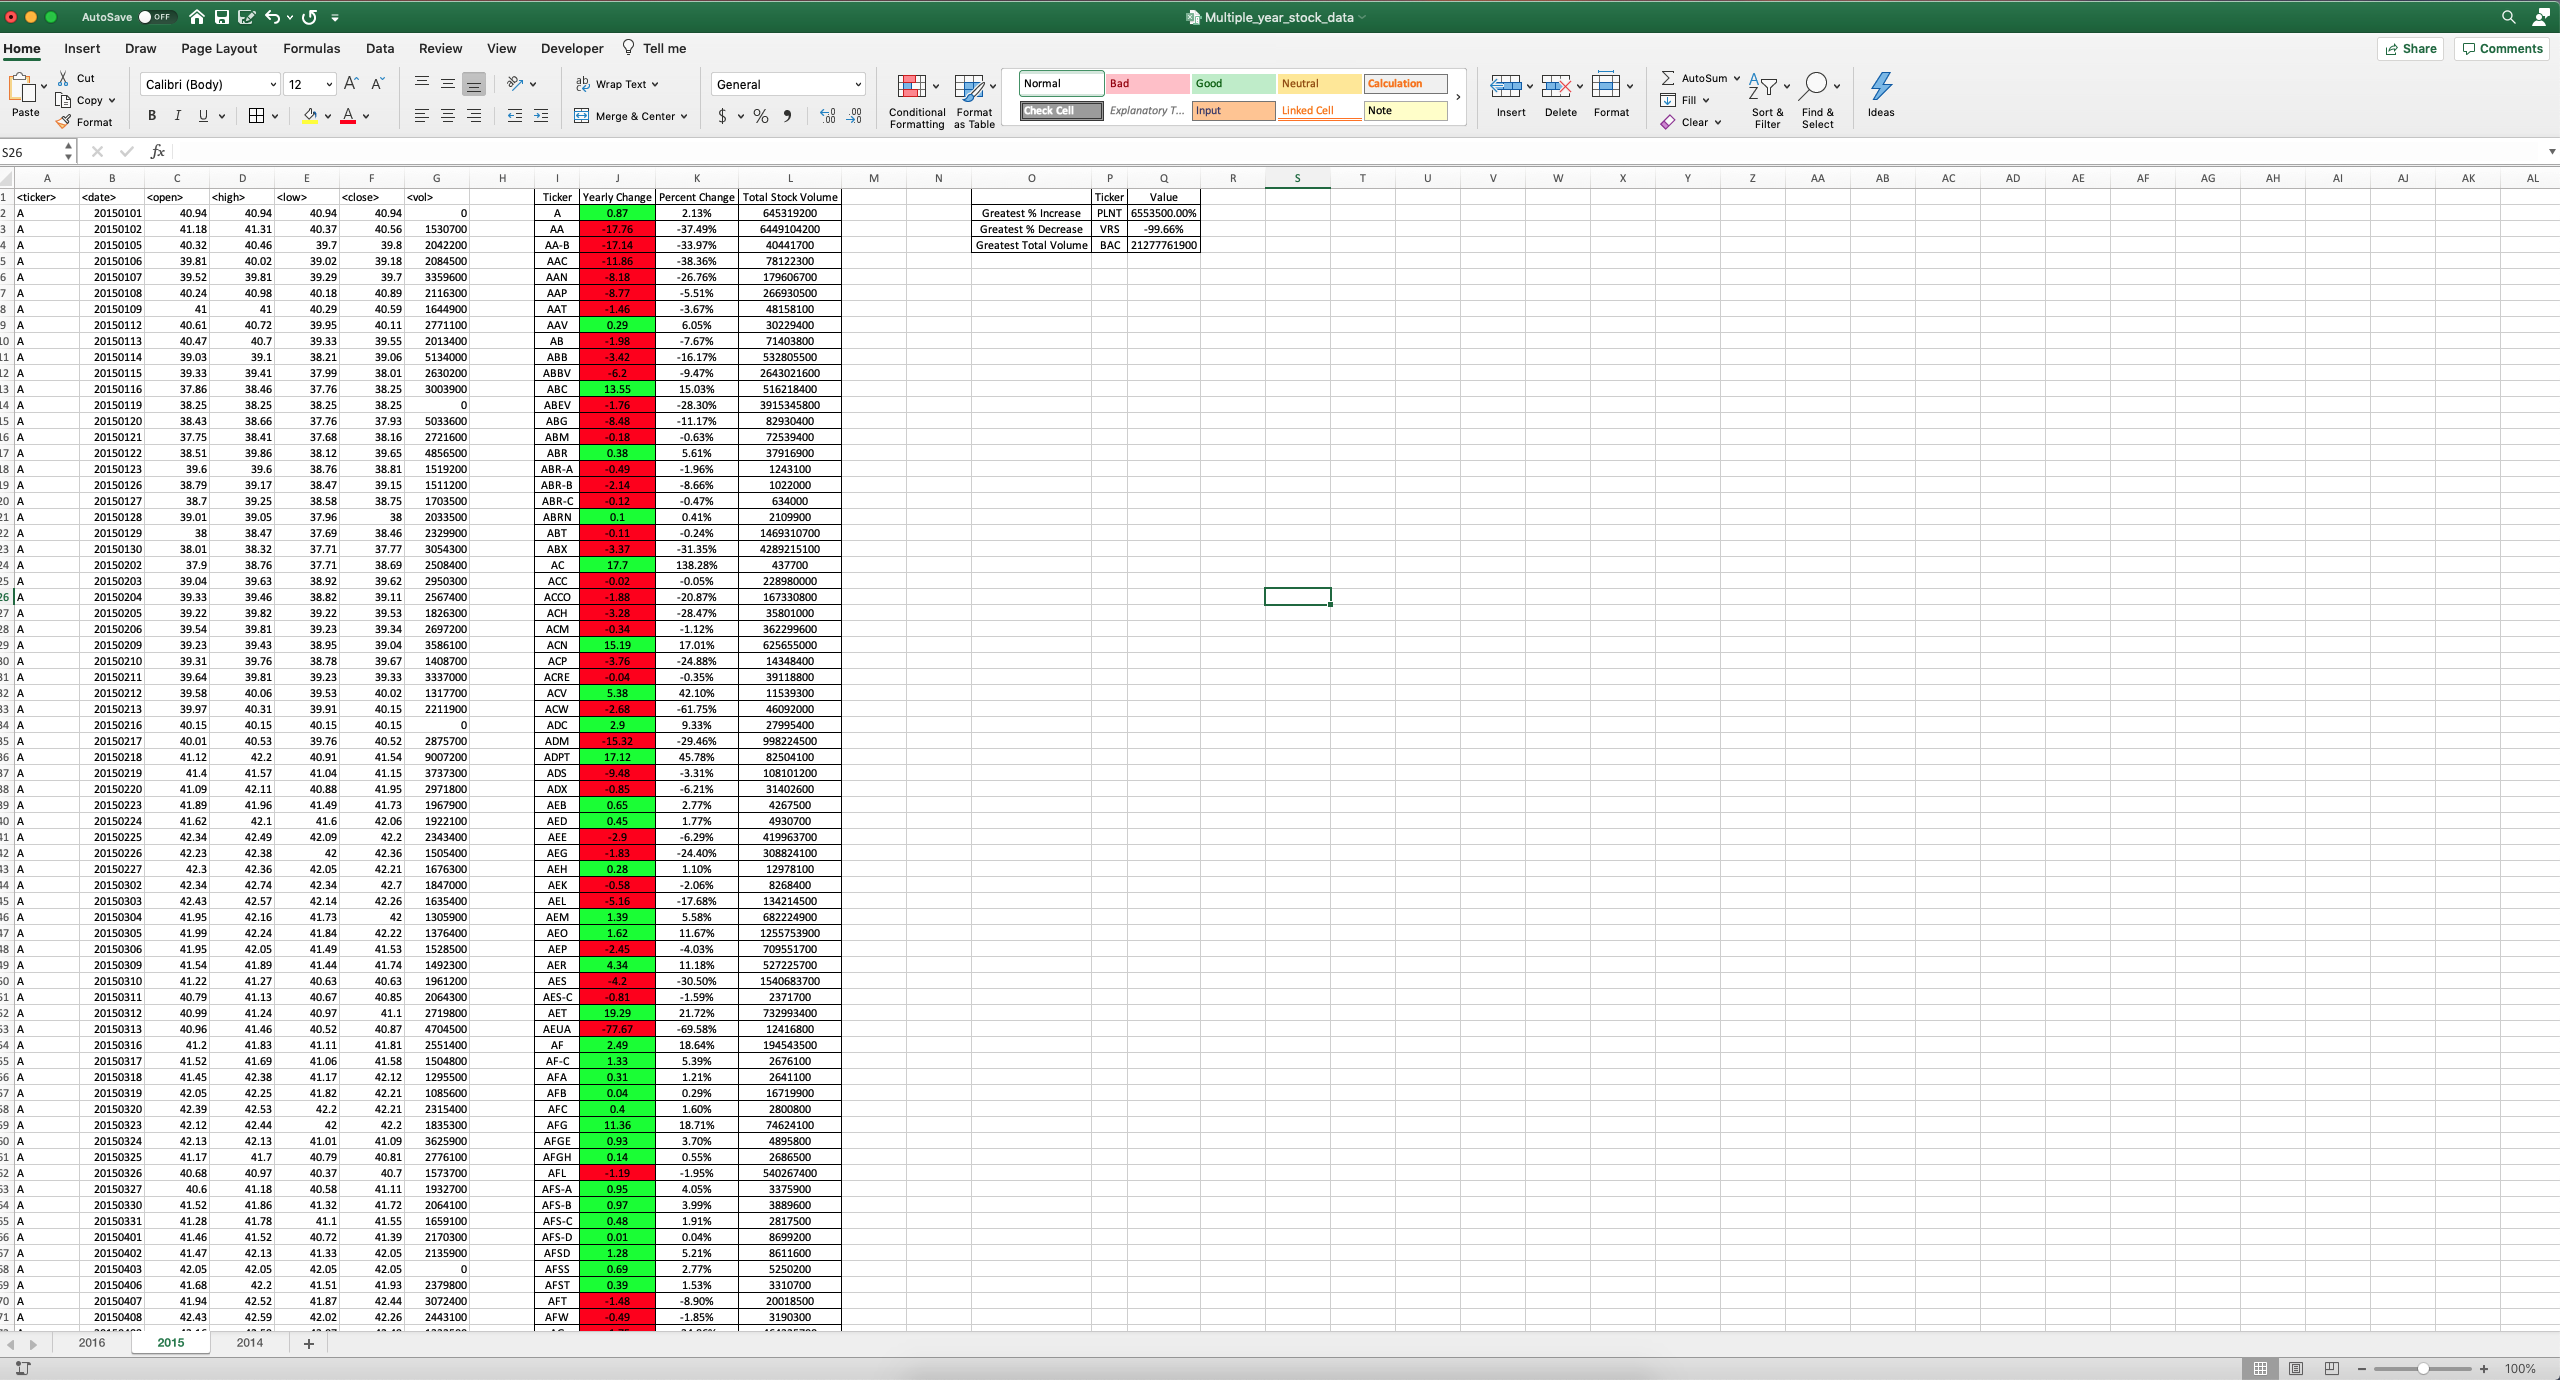 AutoSave OFF Multiple_year_stock_data
Home Insert Draw Page Layout Formulas Data Review View Developer Tell me Share Comments
Paste Cut Copy Format
Calibri (Body) 12 A A B I U A
Wrap Text Merge & Center
General $ %
Conditional Formatting Format as Table
Normal Bad Good Neutral Calculation
Check Cell Explanatory T... Input Linked Cell Note
Insert Delete Format
AutoSum Fill Clear
Sort & Filter Find & Select Ideas
S26 fx
A B C D E F G H I J K L M N O P Q R S T U V W X Y Z AA AB AC AD AE AF AG AH AI AJ AK AL
1 <ticker> <date> <open> <high> <low> <close> <vol> Ticker Yearly Change Percent Change Total Stock Volume Ticker Value
2 A 20150101 40.94 40.94 40.94 40.94 0 A 0.87 2.13% 645319200 Greatest % Increase PLNT 6553500.00%
3 A 20150102 41.18 41.31 40.37 40.56 1530700 AA -17.76 -37.49% 6449104200 Greatest % Decrease VRS -99.66%
4 A 20150105 40.32 40.46 39.7 39.8 2042200 AA-B -17.14 -33.97% 40441700 Greatest Total Volume BAC 21277761900
5 A 20150106 39.81 40.02 39.02 39.18 2084500 AAC -11.86 -38.36% 78122300
6 A 20150107 39.52 39.81 39.29 39.7 3359600 AAN -8.18 -26.76% 179606700
7 A 20150108 40.24 40.98 40.18 40.89 2116300 AAP -8.77 -5.51% 266930500
8 A 20150109 41 41 40.29 40.59 1644900 AAT -1.46 -3.67% 48158100
9 A 20150112 40.61 40.72 39.95 40.11 2771100 AAV 0.29 6.05% 30229400
10 A 20150113 40.47 40.7 39.33 39.55 2013400 AB -1.98 -7.67% 71403800
11 A 20150114 39.03 39.1 38.21 39.06 5134000 ABB -3.42 -16.17% 532805500
12 A 20150115 39.33 39.41 37.99 38.01 2630200 ABBV -6.2 -9.47% 2643021600
13 A 20150116 37.86 38.46 37.76 38.25 3003900 ABC 13.55 15.03% 516218400
14 A 20150119 38.25 38.25 38.25 38.25 0 ABEV -1.76 -28.30% 3915345800
15 A 20150120 38.43 38.66 37.76 37.93 5033600 ABG -8.48 -11.17% 82930400
16 A 20150121 37.75 38.41 37.68 38.16 2721600 ABM -0.18 -0.63% 72539400
17 A 20150122 38.51 39.86 38.12 39.65 4856500 ABR 0.38 5.61% 37916900
18 A 20150123 39.6 39.6 38.76 38.81 1519200 ABR-A -0.49 -1.96% 1243100
19 A 20150126 38.79 39.17 38.47 39.15 1511200 ABR-B -2.14 -8.66% 1022000
20 A 20150127 38.7 39.25 38.58 38.75 1703500 ABR-C -0.12 -0.47% 634000
21 A 20150128 39.01 39.05 37.96 38 2033500 ABRN 0.1 0.41% 2109900
22 A 20150129 38 38.47 37.69 38.46 2329900 ABT -0.11 -0.24% 1469310700
23 A 20150130 38.01 38.32 37.71 37.77 3054300 ABX -3.37 -31.35% 4289215100
24 A 20150202 37.9 38.76 37.71 38.69 2508400 AC 17.7 138.28% 437700
25 A 20150203 39.04 39.63 38.92 39.62 2950300 ACC -0.02 -0.05% 228980000
26 A 20150204 39.33 39.46 38.82 39.11 2567400 ACCO -1.88 -20.87% 167330800
27 A 20150205 39.22 39.82 39.22 39.53 1826300 ACH -3.28 -28.47% 35801000
28 A 20150206 39.54 39.81 39.23 39.34 2697200 ACM -0.34 -1.12% 362299600
29 A 20150209 39.23 39.43 38.95 39.04 3586100 ACN 15.19 17.01% 625655000
30 A 20150210 39.31 39.76 38.78 39.67 1408700 ACP -3.76 -24.88% 14348400
31 A 20150211 39.64 39.81 39.23 39.33 3337000 ACRE -0.04 -0.35% 39118800
32 A 20150212 39.58 40.06 39.53 40.02 1317700 ACV 5.38 42.10% 11539300
33 A 20150213 39.97 40.31 39.91 40.15 2211900 ACW -2.68 -61.75% 46092000
34 A 20150216 40.15 40.15 40.15 40.15 0 ADC 2.9 9.33% 27995400
35 A 20150217 40.01 40.53 39.76 40.52 2875700 ADM -15.32 -29.46% 998224500
36 A 20150218 41.12 42.2 40.91 41.54 9007200 ADPT 17.12 45.78% 82504100
37 A 20150219 41.4 41.57 41.04 41.15 3737300 ADS -9.48 -3.31% 108101200
38 A 20150220 41.09 42.11 40.88 41.95 2971800 ADX -0.85 -6.21% 31402600
39 A 20150223 41.89 41.96 41.49 41.73 1967900 AEB 0.65 2.77% 4267500
40 A 20150224 41.62 42.1 41.6 42.06 1922100 AED 0.45 1.77% 4930700
41 A 20150225 42.34 42.49 42.09 42.2 2343400 AEE -2.9 -6.29% 419963700
42 A 20150226 42.23 42.38 42 42.36 1505400 AEG -1.83 -24.40% 308824100
43 A 20150227 42.3 42.36 42.05 42.21 1676300 AEH 0.28 1.10% 12978100
44 A 20150302 42.34 42.74 42.34 42.7 1847000 AEK -0.58 -2.06% 8268400
45 A 20150303 42.43 42.57 42.14 42.26 1635400 AEL -5.16 -17.68% 134214500
46 A 20150304 41.95 42.16 41.73 42 1305900 AEM 1.39 5.58% 682224900
47 A 20150305 41.99 42.24 41.84 42.22 1376400 AEO 1.62 11.67% 1255753900
48 A 20150306 41.95 42.05 41.49 41.53 1528500 AEP -2.45 -4.03% 709551700
49 A 20150309 41.54 41.89 41.44 41.74 1492300 AER 4.34 11.18% 527225700
50 A 20150310 41.22 41.27 40.63 40.63 1961200 AES -4.2 -30.50% 1540683700
51 A 20150311 40.79 41.13 40.67 40.85 2064300 AES-C -0.81 -1.59% 2371700
52 A 20150312 40.99 41.24 40.97 41.1 2719800 AET 19.29 21.72% 732993400
53 A 20150313 40.96 41.46 40.52 40.87 4704500 AEUA -77.67 -69.58% 12416800
54 A 20150316 41.2 41.83 41.11 41.81 2551400 AF 2.49 18.64% 194543500
55 A 20150317 41.52 41.69 41.06 41.58 1504800 AF-C 1.33 5.39% 2676100
56 A 20150318 41.45 42.38 41.17 42.12 1295500 AFA 0.31 1.21% 2641100
57 A 20150319 42.05 42.25 41.82 42.21 1085600 AFB 0.04 0.29% 16719900
58 A 20150320 42.39 42.53 42.2 42.21 2315400 AFC 0.4 1.60% 2800800
59 A 20150323 42.12 42.44 42 42.2 1835300 AFG 11.36 18.71% 74624100
60 A 20150324 42.13 42.13 41.01 41.09 3625900 AFGE 0.93 3.70% 4895800
61 A 20150325 41.17 41.7 40.79 40.81 2776100 AFGH 0.14 0.55% 2686500
62 A 20150326 40.68 40.97 40.37 40.7 1573700 AFL -1.19 -1.95% 540267400
63 A 20150327 40.6 41.18 40.58 41.11 1932700 AFS-A 0.95 4.05% 3375900
64 A 20150330 41.52 41.86 41.32 41.72 2064100 AFS-B 0.97 3.99% 3889600
65 A 20150331 41.28 41.78 41.1 41.55 1659100 AFS-C 0.48 1.91% 2817500
66 A 20150401 41.46 41.52 40.72 41.39 2170300 AFS-D 0.01 0.04% 8699200
67 A 20150402 41.47 42.13 41.33 42.05 2135900 AFSD 1.28 5.21% 8611600
68 A 20150403 42.05 42.05 42.05 42.05 0 AFSS 0.69 2.77% 5250200
69 A 20150406 41.68 42.2 41.51 41.93 2379800 AFST 0.39 1.53% 3310700
70 A 20150407 41.94 42.52 41.87 42.44 3072400 AFT -1.48 -8.90% 20018500
71 A 20150408 42.43 42.59 42.02 42.26 2443100 AFW -0.49 -1.85% 3190300
2016 2015 2014 +
100%